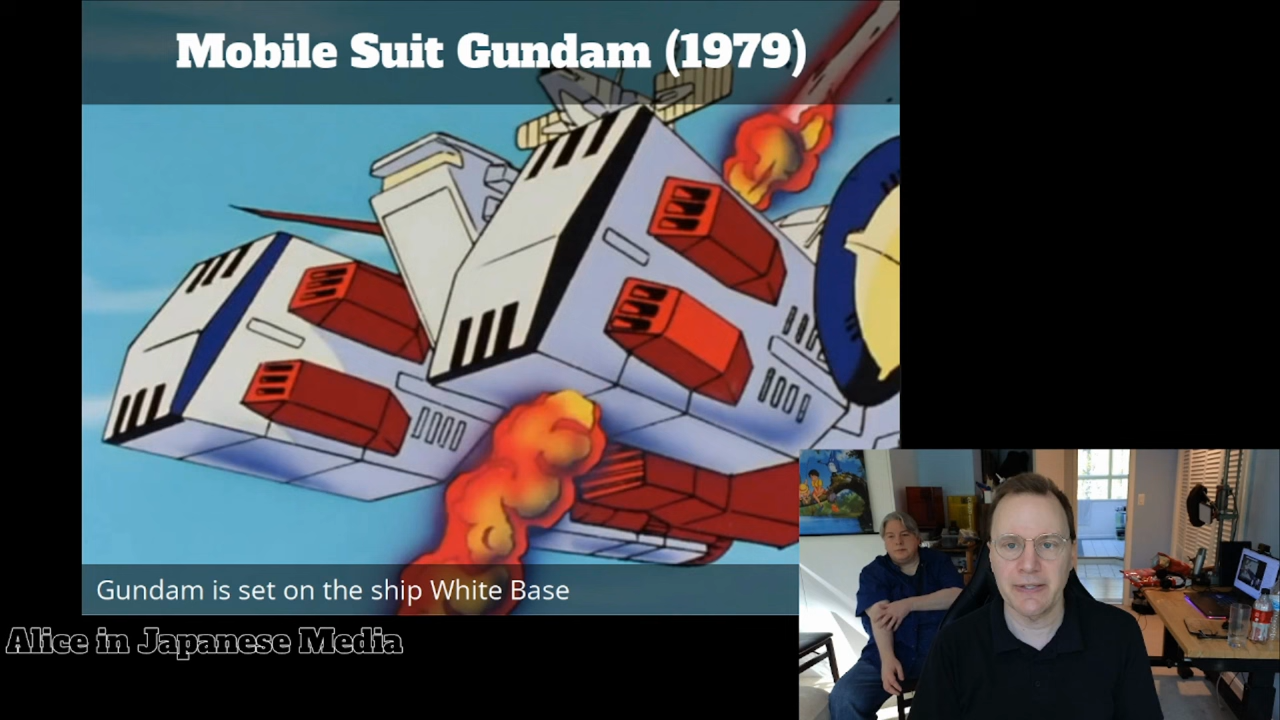 Mobile Suit Gundam (1979)
Gundam is set on the ship White Base
Alice in Japanese Media